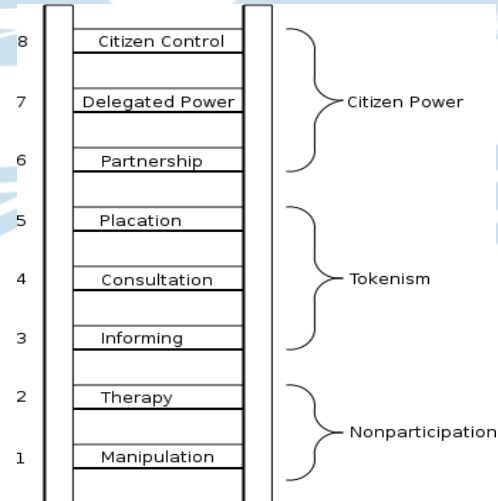 8 Citizen Control
7 Delegated Power Citizen Power
6 Partnership
5 Placation
4 Consultation Tokenism
3 Informing
2 Therapy
Nonparticipation
1 Manipulation